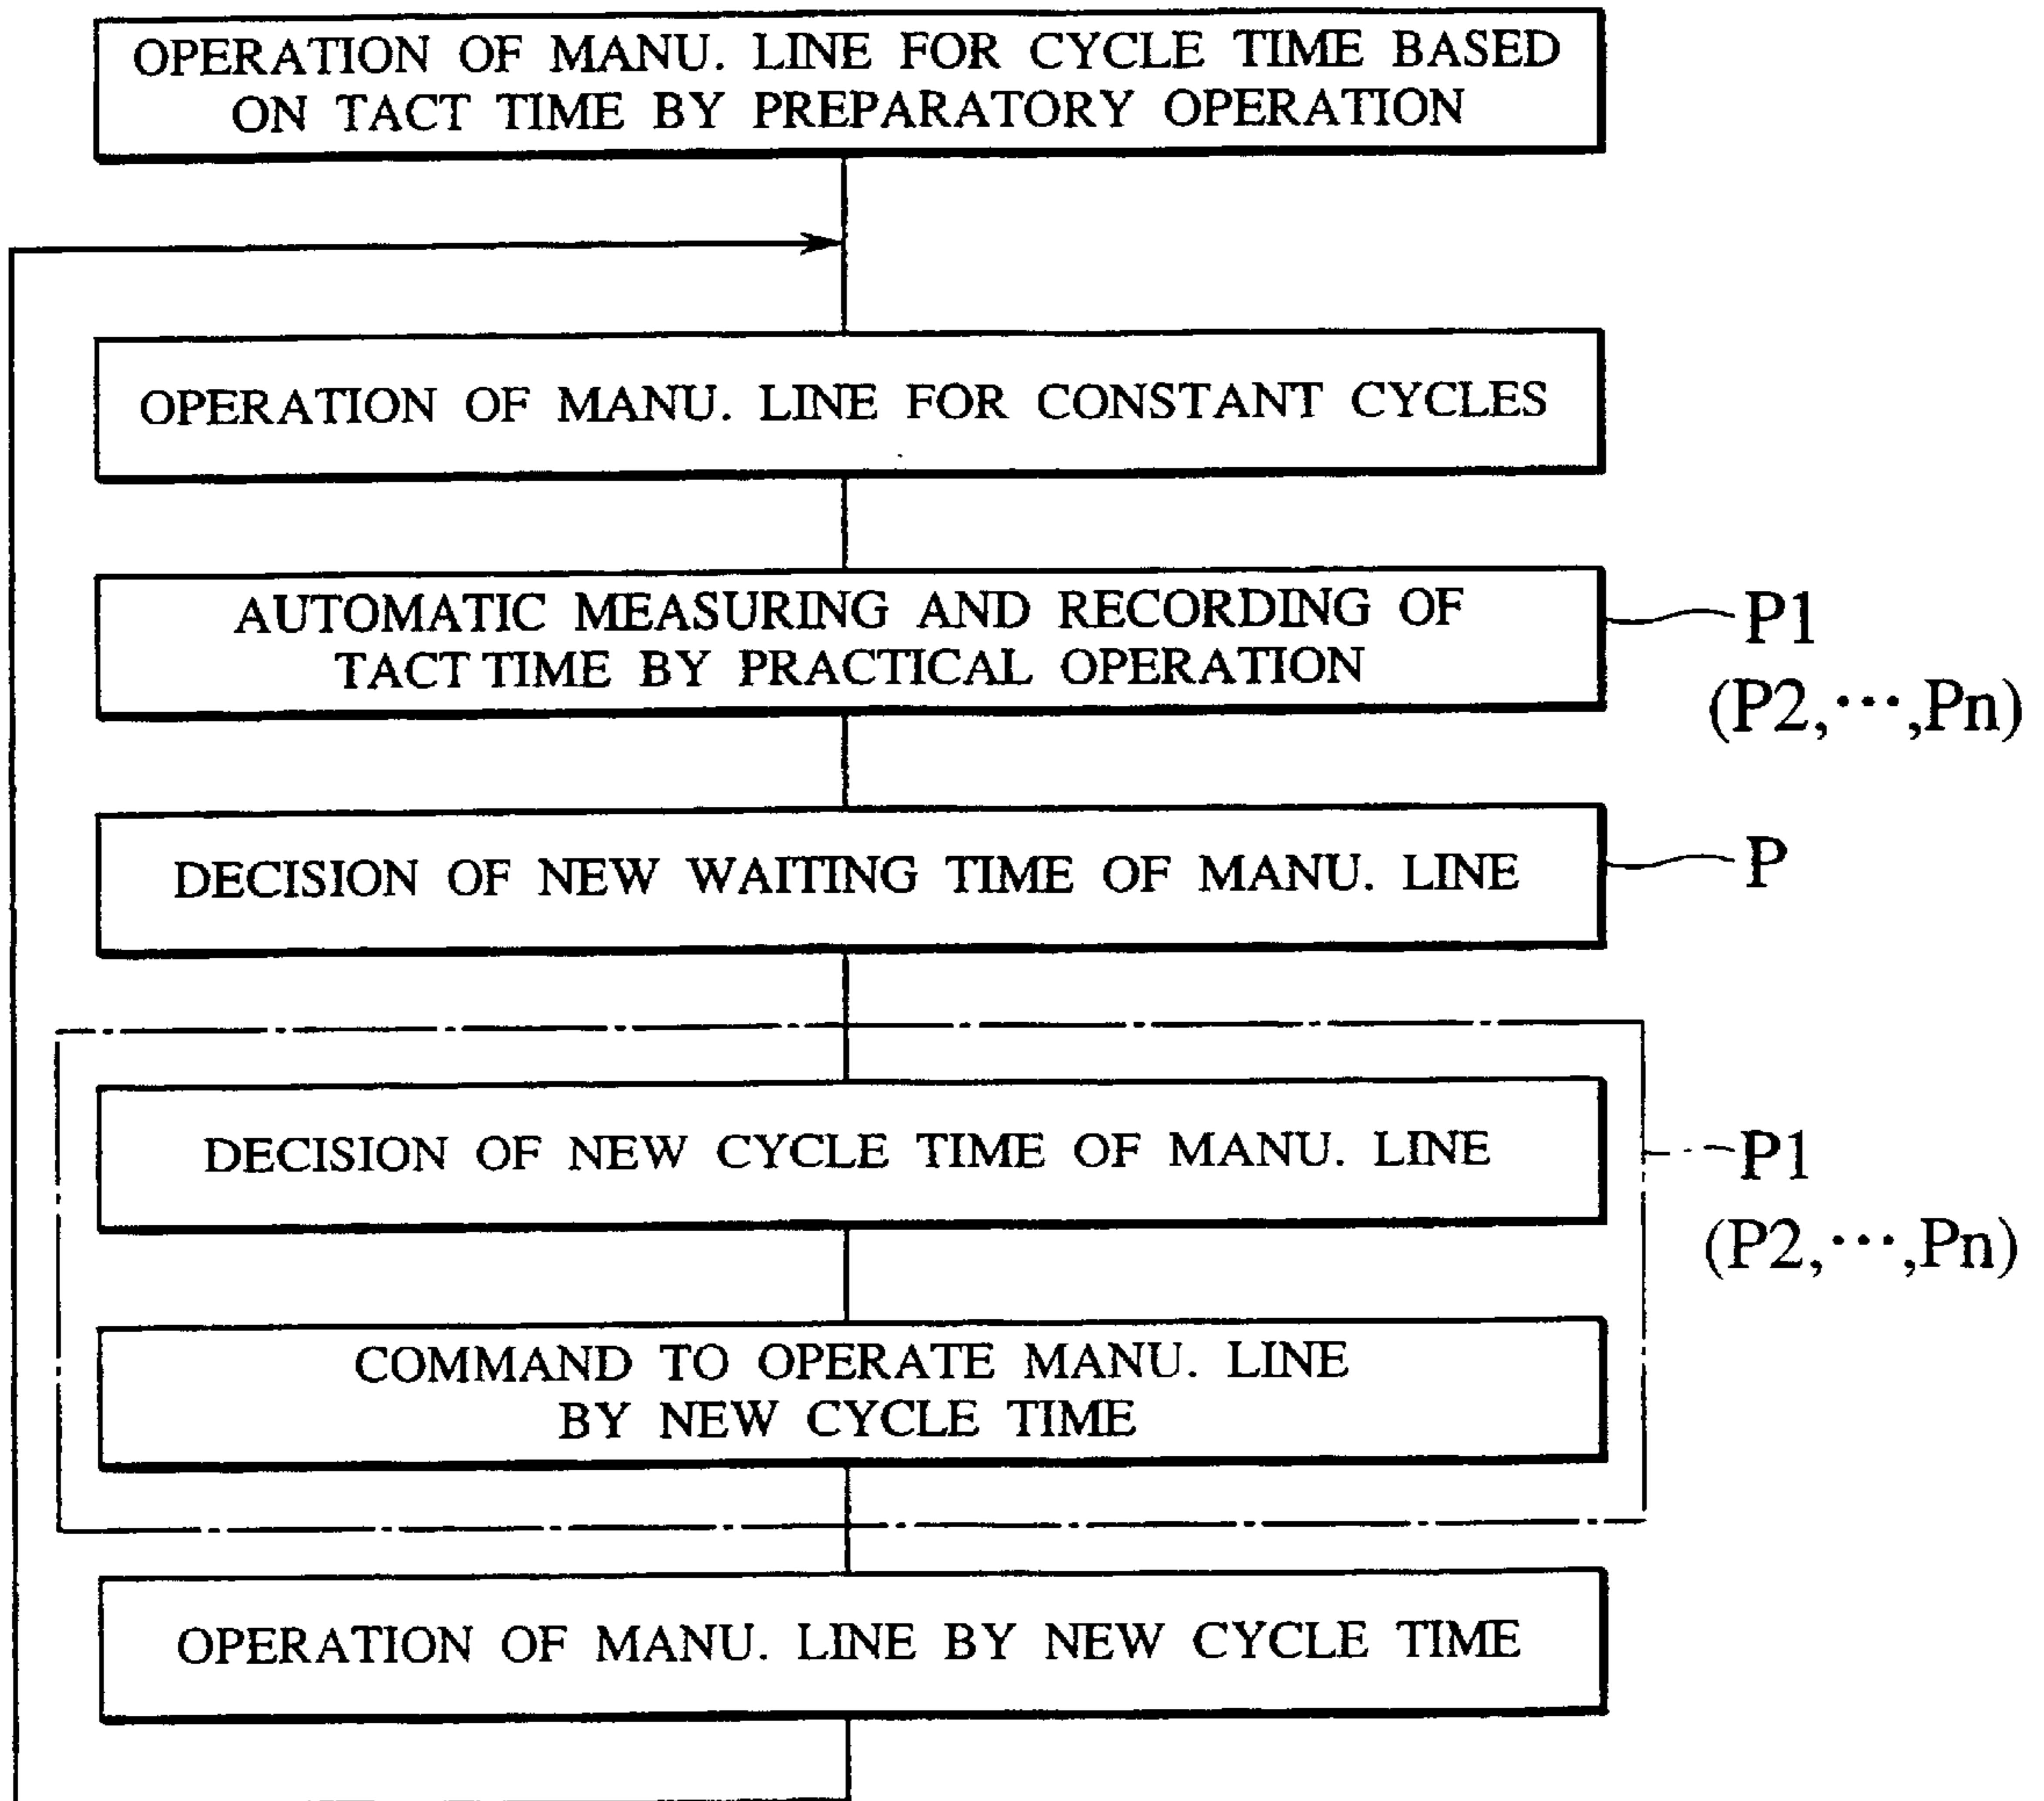 OPERATION OF MANU. LINE FOR CYCLE TIME BASED
ON TACT TIME BY PREPARATORY OPERATION
OPERATION OF MANU. LINE FOR CONSTANT CYCLES
AUTOMATIC MEASURING AND RECORDING OF
TACT TIME BY PRACTICAL OPERATION
P1
(P2,···,Pn)
DECISION OF NEW WAITING TIME OF MANU. LINE
P
DECISION OF NEW CYCLE TIME OF MANU. LINE
P1
(P2,···,Pn)
COMMAND TO OPERATE MANU. LINE
BY NEW CYCLE TIME
OPERATION OF MANU. LINE BY NEW CYCLE TIME